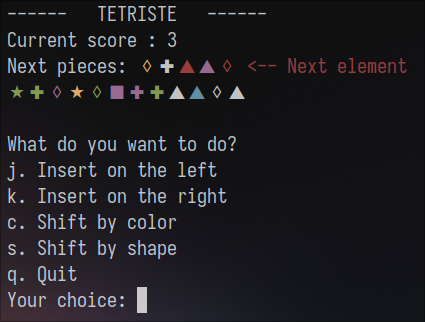 ------   TETRISTE   ------
Current score : 3
Next pieces: ◊ ✚ ▲ ▲ ◊ <-- Next element
★ ✚ ◊ ★ ◊ ■ ✚ ✚ ▲ ▲ ◊ ▲
What do you want to do?
j. Insert on the left
k. Insert on the right
c. Shift by color
s. Shift by shape
q. Quit
Your choice: